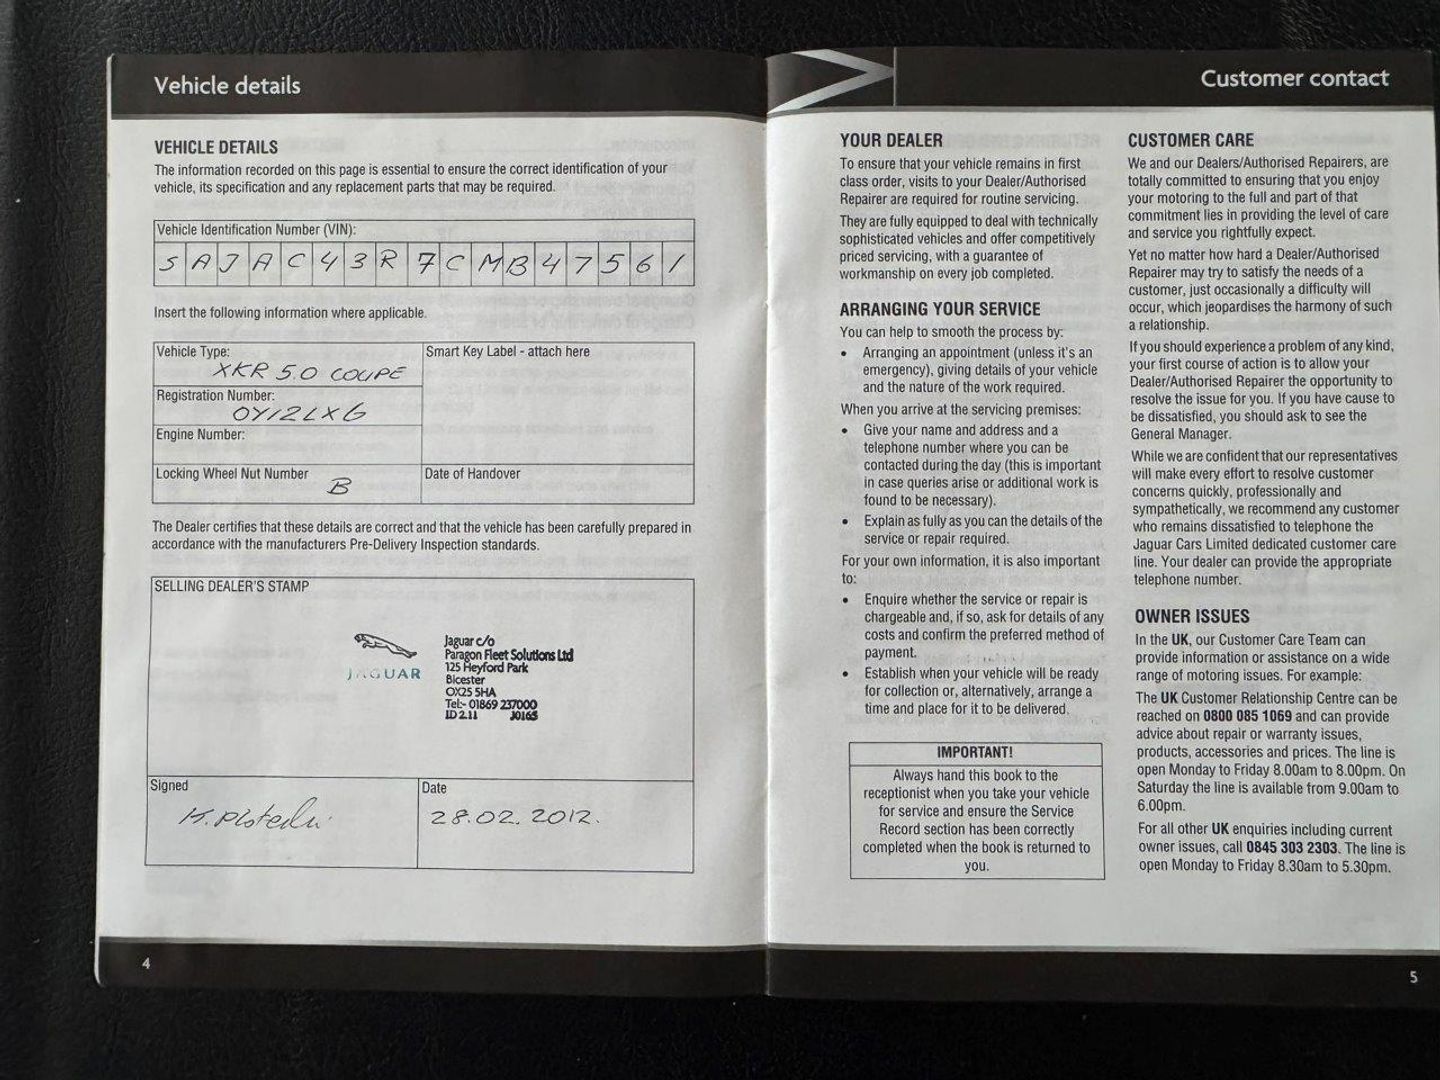 Vehicle details
VEHICLE DETAILS
The information recorded on this page is essential to ensure the correct identification of your
vehicle, its specification and any replacement parts that may be required.
Vehicle Identification Number (VIN):
S A J A C 4 3 R 7 C M B 4 7 5 6 1
Insert the following information where applicable.
Vehicle Type:
XKR 5.0 COUPE
Smart Key Label - attach here
Registration Number:
OY12LXG
Engine Number:
Locking Wheel Nut Number
B
Date of Handover
The Dealer certifies that these details are correct and that the vehicle has been carefully prepared in
accordance with the manufacturers Pre-Delivery Inspection standards.
SELLING DEALER'S STAMP
JAGUAR
Jaguar c/o
Paragon Fleet Solutions Ltd
125 Heyford Park
Bicester
OX25 5HA
Tel:- 01869 237000
ID 2.11 J0165
Signed
Date
28.02.2012.
4
Customer contact
YOUR DEALER
To ensure that your vehicle remains in first
class order, visits to your Dealer/Authorised
Repairer are required for routine servicing.
They are fully equipped to deal with technically
sophisticated vehicles and offer competitively
priced servicing, with a guarantee of
workmanship on every job completed.
ARRANGING YOUR SERVICE
You can help to smooth the process by:
• Arranging an appointment (unless it's an
emergency), giving details of your vehicle
and the nature of the work required.
When you arrive at the servicing premises:
• Give your name and address and a
telephone number where you can be
contacted during the day (this is important
in case queries arise or additional work is
found to be necessary).
• Explain as fully as you can the details of the
service or repair required.
For your own information, it is also important
to:
• Enquire whether the service or repair is
chargeable and, if so, ask for details of any
costs and confirm the preferred method of
payment.
• Establish when your vehicle will be ready
for collection or, alternatively, arrange a
time and place for it to be delivered.
IMPORTANT!
Always hand this book to the
receptionist when you take your vehicle
for service and ensure the Service
Record section has been correctly
completed when the book is returned to
you.
CUSTOMER CARE
We and our Dealers/Authorised Repairers, are
totally committed to ensuring that you enjoy
your motoring to the full and part of that
commitment lies in providing the level of care
and service you rightfully expect.
Yet no matter how hard a Dealer/Authorised
Repairer may try to satisfy the needs of a
customer, just occasionally a difficulty will
occur, which jeopardises the harmony of such
a relationship.
If you should experience a problem of any kind,
your first course of action is to allow your
Dealer/Authorised Repairer the opportunity to
resolve the issue for you. If you have cause to
be dissatisfied, you should ask to see the
General Manager.
While we are confident that our representatives
will make every effort to resolve customer
concerns quickly, professionally and
sympathetically, we recommend any customer
who remains dissatisfied to telephone the
Jaguar Cars Limited dedicated customer care
line. Your dealer can provide the appropriate
telephone number.
OWNER ISSUES
In the UK, our Customer Care Team can
provide information or assistance on a wide
range of motoring issues. For example:
The UK Customer Relationship Centre can be
reached on 0800 085 1069 and can provide
advice about repair or warranty issues,
products, accessories and prices. The line is
open Monday to Friday 8.00am to 8.00pm. On
Saturday the line is available from 9.00am to
6.00pm.
For all other UK enquiries including current
owner issues, call 0845 303 2303. The line is
open Monday to Friday 8.30am to 5.30pm.
5